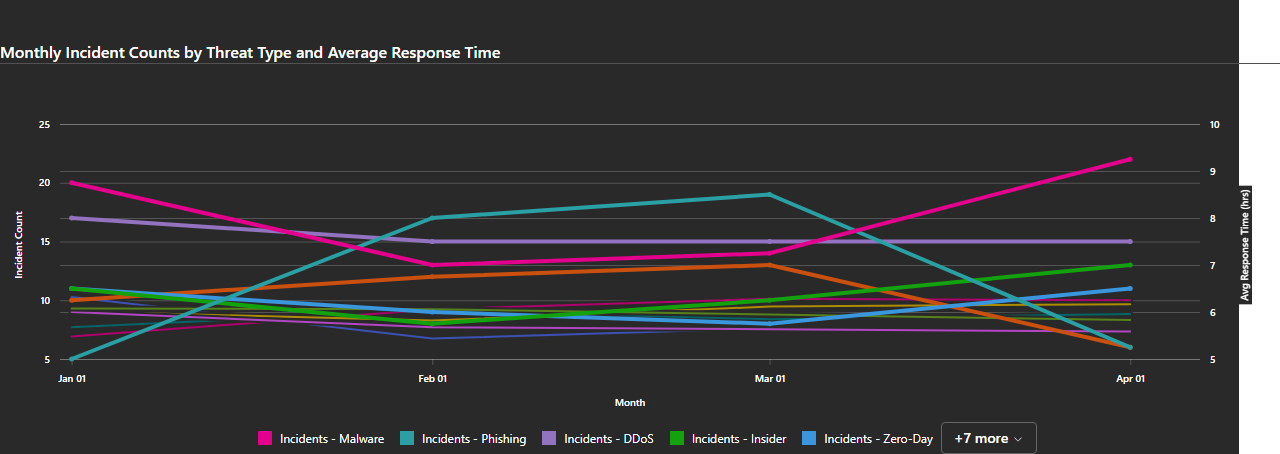 Monthly Incident Counts by Threat Type and Average Response Time
25
20
15
10
5
Incident Count
10
9
8
7
6
5
Avg Response Time (hrs)
Jan 01
Feb 01
Mar 01
Apr 01
Month
Incidents - Malware
Incidents - Phishing
Incidents - DDoS
Incidents - Insider
Incidents - Zero-Day
+7 more